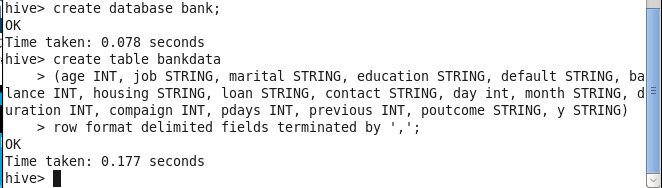 hive> create database bank;
OK
Time taken: 0.078 seconds
hive> create table bankdata
    > (age INT, job STRING, marital STRING, education STRING, default STRING, ba
lance INT, housing STRING, loan STRING, contact STRING, day int, month STRING, d
uration INT, compaign INT, pdays INT, previous INT, poutcome STRING, y STRING)
    > row format delimited fields terminated by ',';
OK
Time taken: 0.177 seconds
hive>